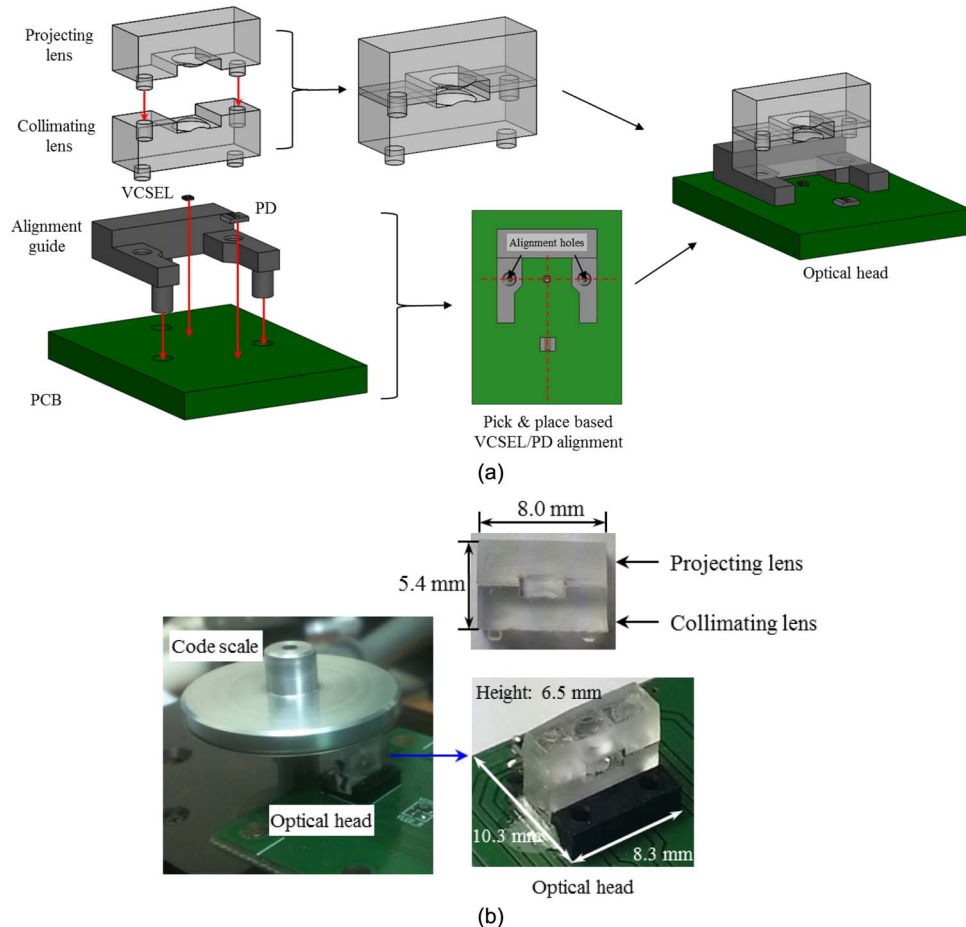 Projecting
lens
Collimating
lens
VCSEL
PD
Alignment
guide
PCB
Alignment holes
Pick & place based
VCSEL/PD alignment
Optical head
(a)
8.0 mm
5.4 mm
Projecting lens
Collimating lens
Code scale
Optical head
Height: 6.5 mm
10.3 mm
8.3 mm
Optical head
(b)